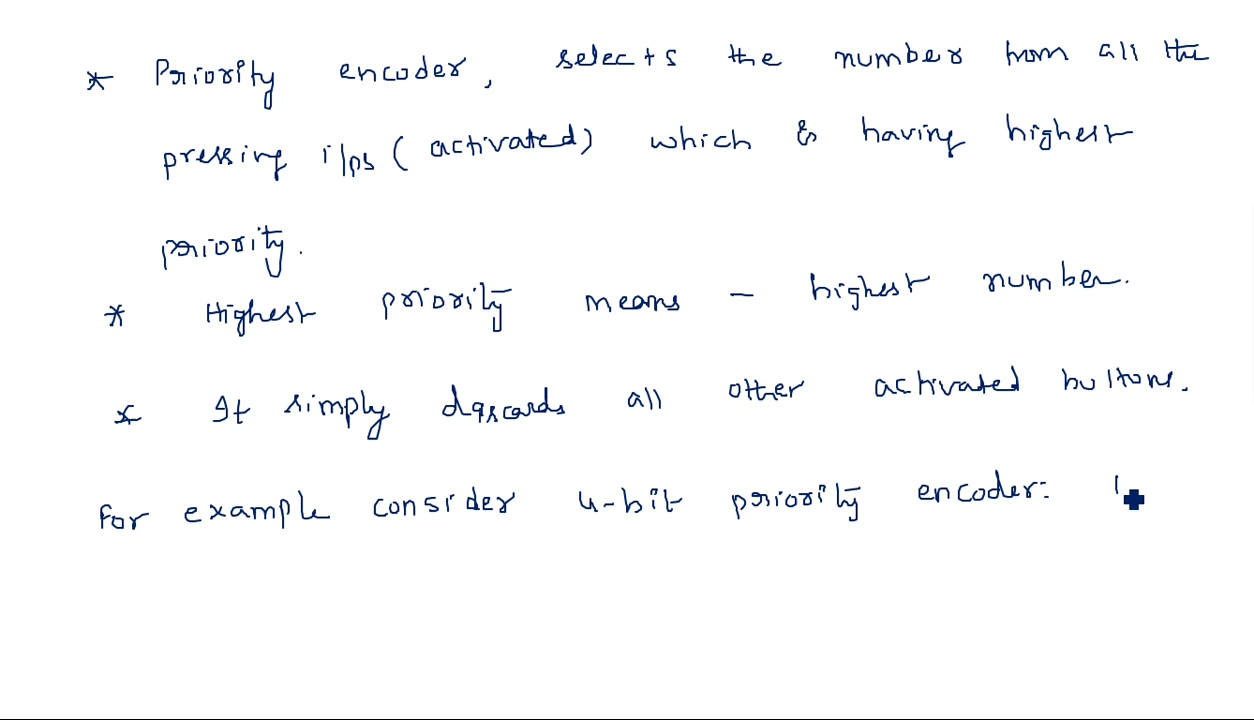 * Priority encoder, selects the number from all the
pressing i/ps (activated) which is having highest
priority.
* Highest priority means - highest number.
* It simply discards all other activated buttons.
for example consider 4-bit priority encoder: